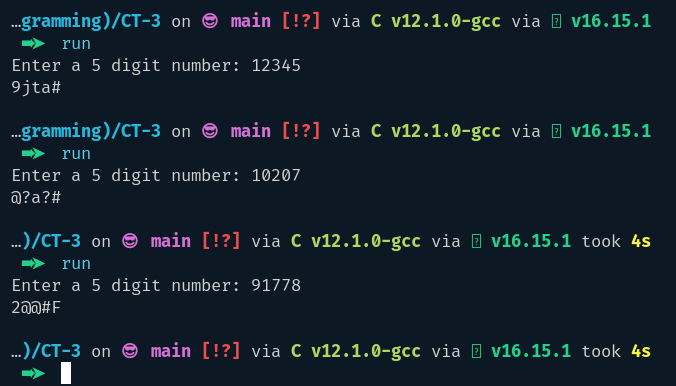 …gramming)/CT-3 on 😎 main [!?] via C v12.1.0-gcc via v16.15.1
run
Enter a 5 digit number: 12345
9jta#
…gramming)/CT-3 on 😎 main [!?] via C v12.1.0-gcc via v16.15.1
run
Enter a 5 digit number: 10207
@?a?#
…)/CT-3 on 😎 main [!?] via C v12.1.0-gcc via v16.15.1 took 4s
run
Enter a 5 digit number: 91778
2@@#F
…)/CT-3 on 😎 main [!?] via C v12.1.0-gcc via v16.15.1 took 4s